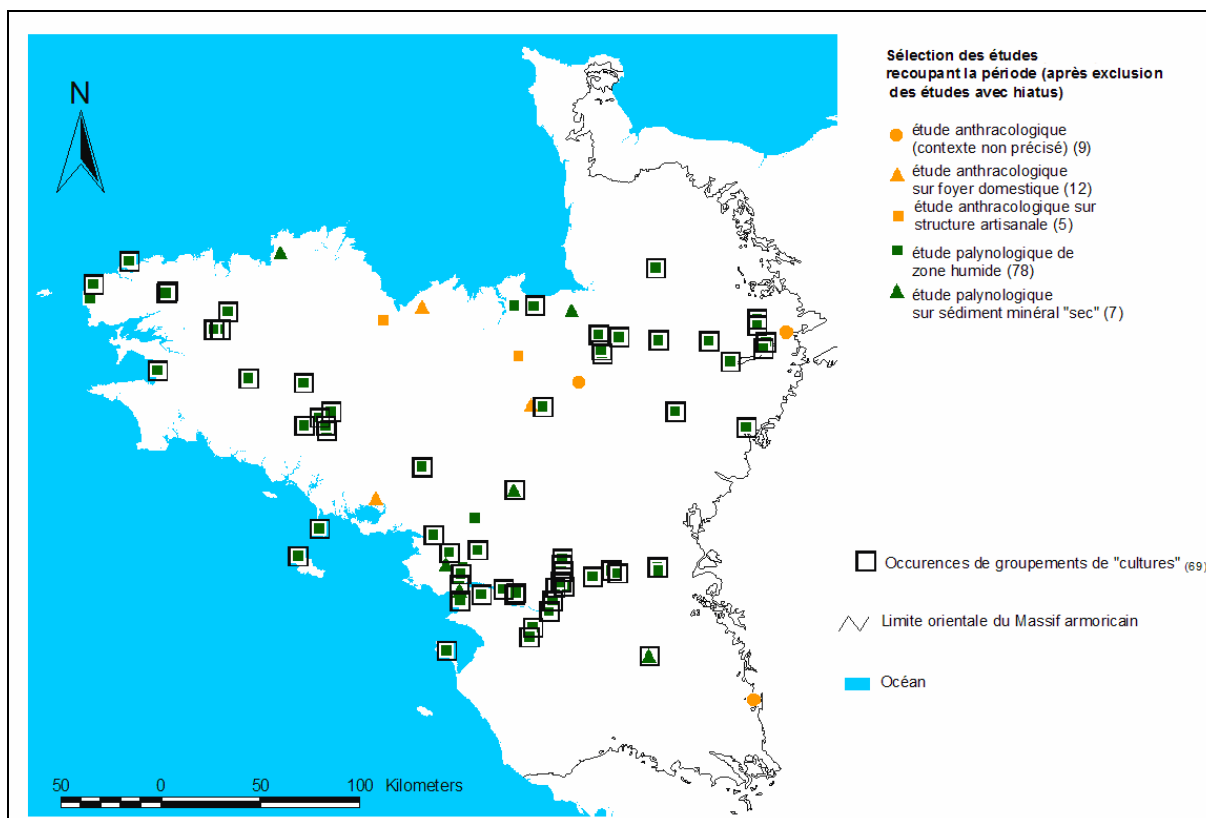 N
Sélection des études
recoupant la période (après exclusion
des études avec hiatus)
étude anthracologique
(contexte non précisé) (9)
étude anthracologique
sur foyer domestique (12)
étude anthracologique sur
structure artisanale (5)
étude palynologique de
zone humide (78)
étude palynologique
sur sédiment minéral "sec" (7)
Occurences de groupements de "cultures" (69)
Limite orientale du Massif armoricain
Océan
50 0 50 100 Kilometers